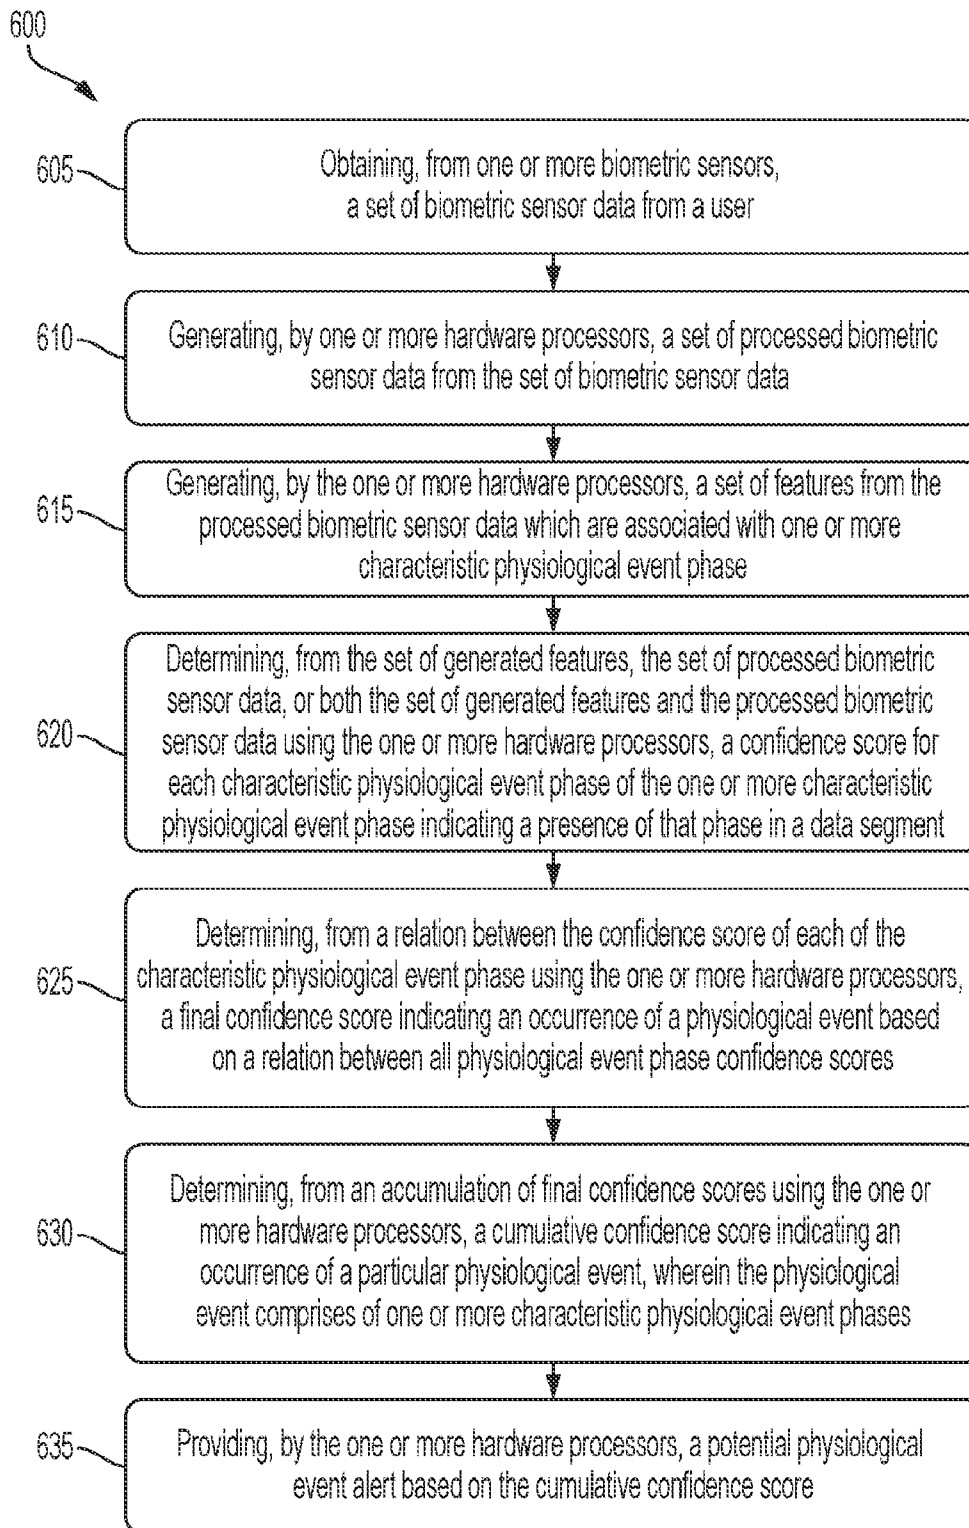 600
605
Obtaining, from one or more biometric sensors,
a set of biometric sensor data from a user
610
Generating, by one or more hardware processors, a set of processed biometric
sensor data from the set of biometric sensor data
615
Generating, by the one or more hardware processors, a set of features from the
processed biometric sensor data which are associated with one or more
characteristic physiological event phase
620
Determining, from the set of generated features, the set of processed biometric
sensor data, or both the set of generated features and the processed biometric
sensor data using the one or more hardware processors, a confidence score for
each characteristic physiological event phase of the one or more characteristic
physiological event phase indicating a presence of that phase in a data segment
625
Determining, from a relation between the confidence score of each of the
characteristic physiological event phase using the one or more hardware processors,
a final confidence score indicating an occurrence of a physiological event based
on a relation between all physiological event phase confidence scores
630
Determining, from an accumulation of final confidence scores using the one or
more hardware processors, a cumulative confidence score indicating an
occurrence of a particular physiological event, wherein the physiological
event comprises of one or more characteristic physiological event phases
635
Providing, by the one or more hardware processors, a potential physiological
event alert based on the cumulative confidence score